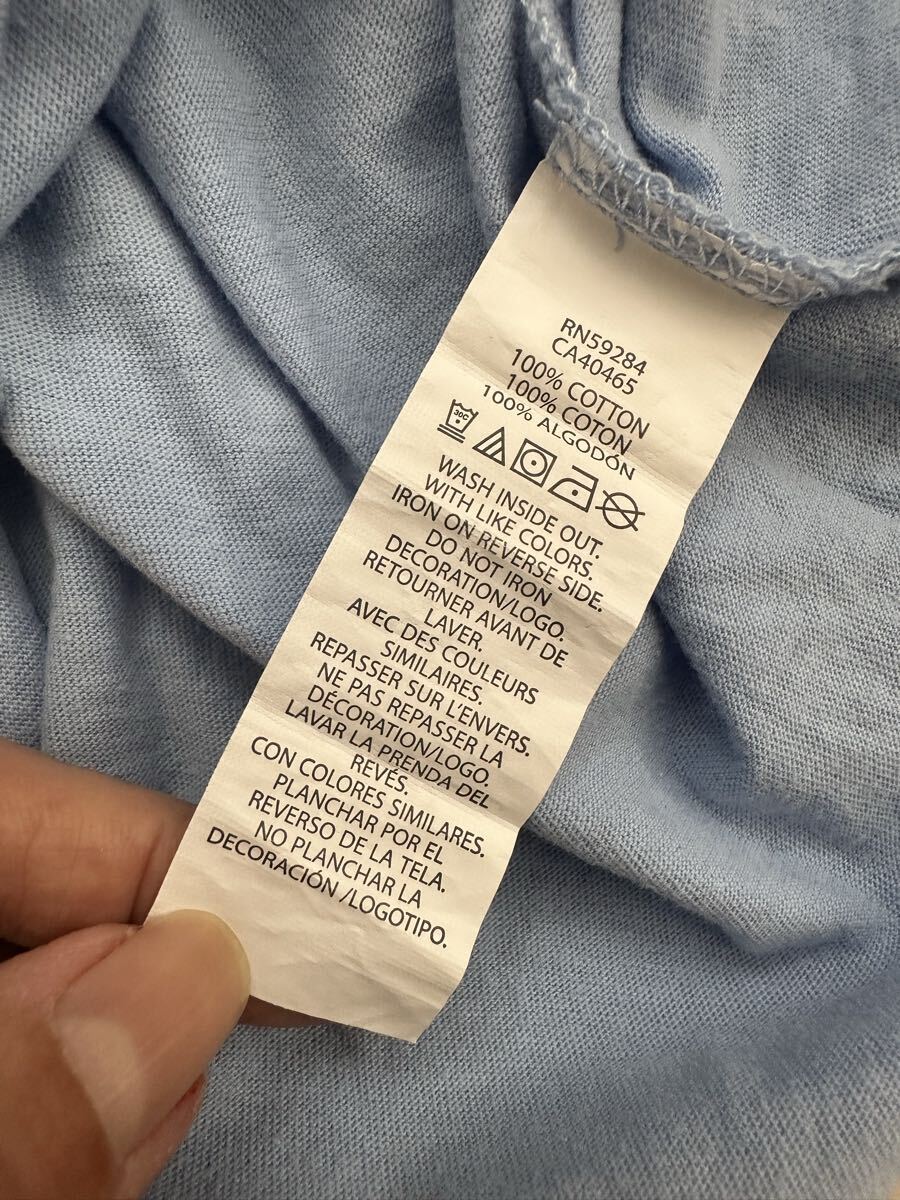 RN59284
CA40465
100% COTTON
100% COTON
100% ALGODÓN
30C
WASH INSIDE OUT.
WITH LIKE COLORS.
IRON ON REVERSE SIDE.
DO NOT IRON
DECORATION/LOGO.
RETOURNER AVANT DE
LAVER.
AVEC DES COULEURS
SIMILAIRES.
REPASSER SUR L'ENVERS.
NE PAS REPASSER LA
DÉCORATION/LOGO.
LAVAR LA PRENDA DEL
REVÉS.
CON COLORES SIMILARES.
PLANCHAR POR EL
REVERSO DE LA TELA.
NO PLANCHAR LA
DECORACIÓN /LOGOTIPO.